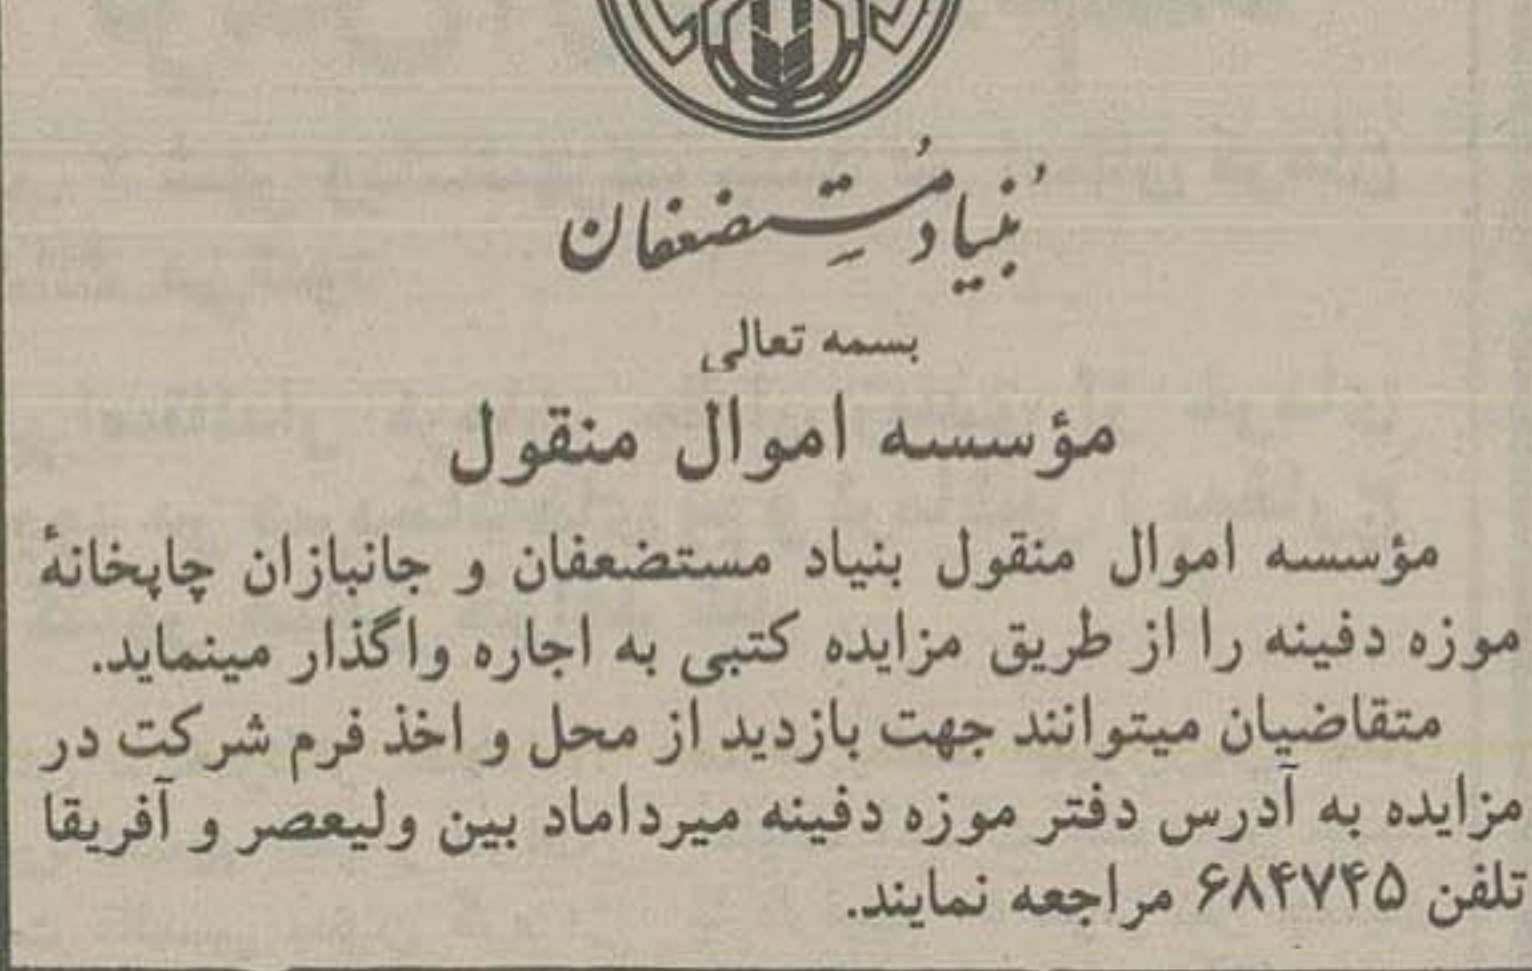 بنیاد مستضعفان
بسمه تعالی
مؤسسه اموال منقول
مؤسسه اموال منقول بنیاد مستضعفان و جانبازان چاپخانهٔ
موزه دفینه را از طریق مزایده کتبی به اجاره واگذار مینماید.
متقاضیان میتوانند جهت بازدید از محل و اخذ فرم شرکت در
مزایده به آدرس دفتر موزه دفینه میرداماد بین ولیعصر و آفریقا
تلفن ۶۸۴۷۴۵ مراجعه نمایند.